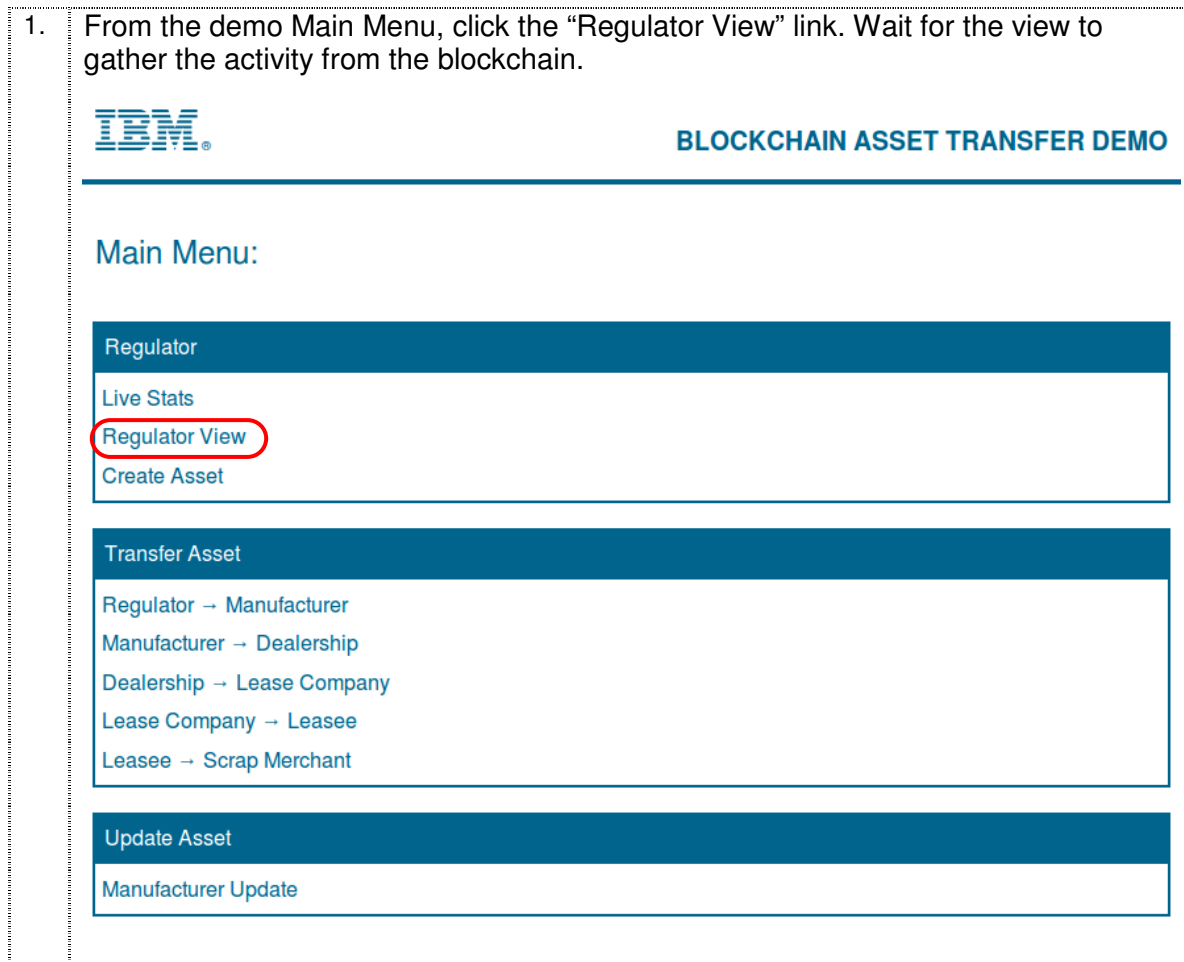 1. From the demo Main Menu, click the “Regulator View” link. Wait for the view to
gather the activity from the blockchain.
IBM®
BLOCKCHAIN ASSET TRANSFER DEMO
Main Menu:
Regulator
Live Stats
Regulator View
Create Asset
Transfer Asset
Regulator → Manufacturer
Manufacturer → Dealership
Dealership → Lease Company
Lease Company → Leasee
Leasee → Scrap Merchant
Update Asset
Manufacturer Update